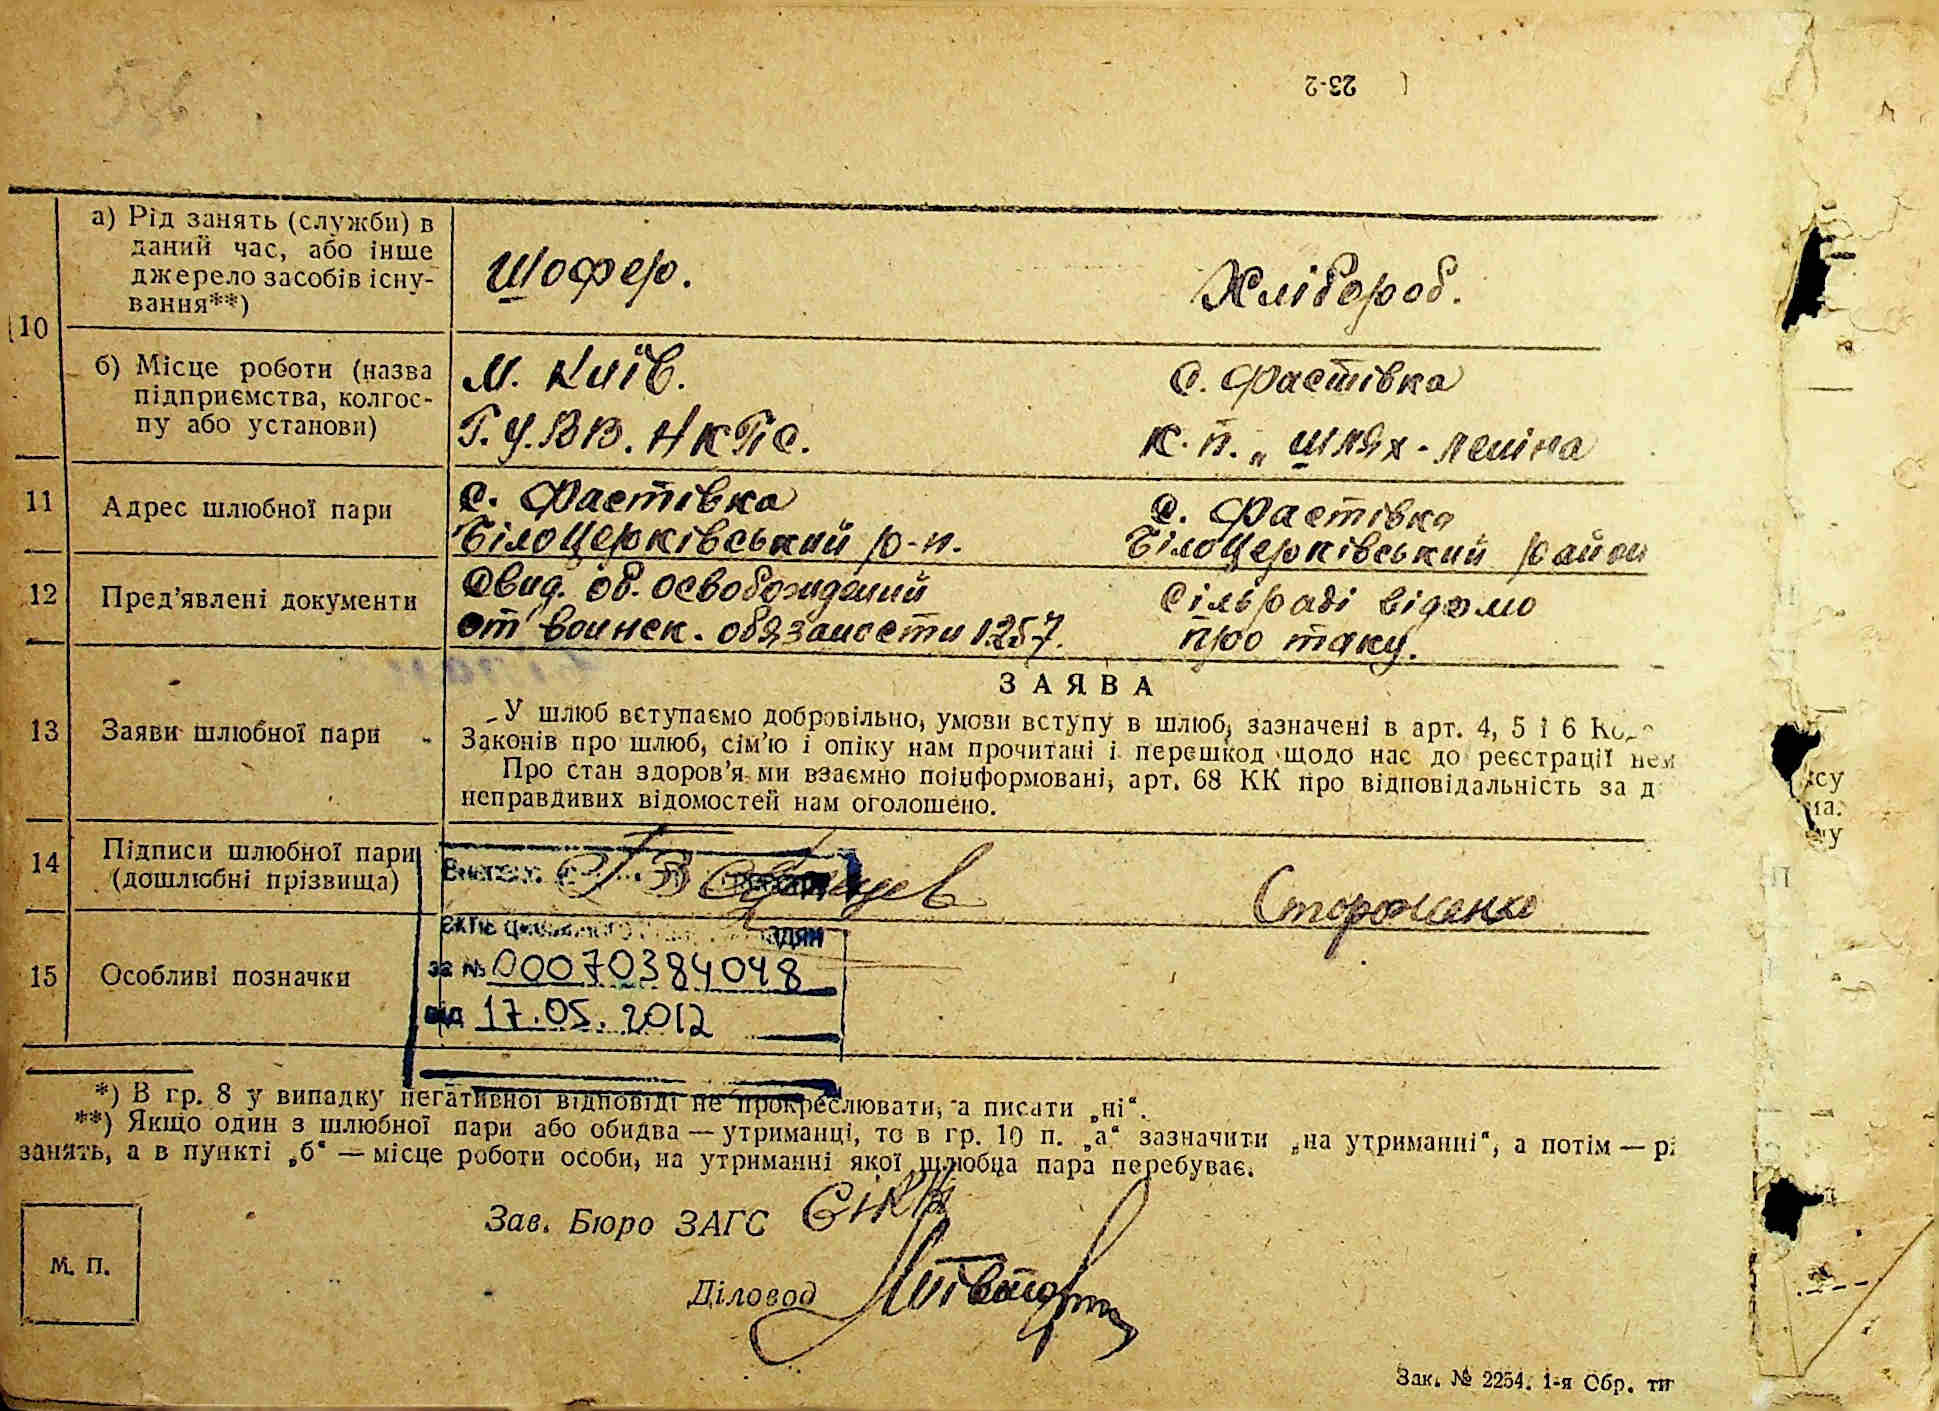 586
23-2
10
а) Рід занять (служби) в
даний час, або інше
джерело засобів існу-
вання**)
Шофер.
Хлібороб.
б) Місце роботи (назва
підприємства, колгос-
пу або установи)
м. Київ.
Г.У.ВВ. НКПС.
с. Фастівка
к.п. „Шлях-Леніна
11
Адрес шлюбної пари
с. Фастівка
Білоцерківський р-н.
с. Фастівка
Білоцерківський район
12
Пред’явлені документи
Свид. об. освобождений
от воинск. обязаности 1257.
Сільраді відомо
про таку.
13
Заяви шлюбної пари
ЗАЯВА
У шлюб вступаємо добровільно, умови вступу в шлюб, зазначені в арт. 4, 5 і 6 Ко
Законів про шлюб, сім’ю і опіку нам прочитані і перешкод щодо нас до реєстрації нем
Про стан здоров’я ми взаємно поінформовані, арт. 68 КК про відповідальність за д
неправдивих відомостей нам оголошено.
14
Підписи шлюбної пари
(дошлюбні прізвища)
Стороженко
15
Особливі позначки
за № 00070384048
від 17.05.2012
*) В гр. 8 у випадку негативної відповіді не прокреслювати, а писати „ні“.
**) Якщо один з шлюбної пари або обидва — утриманці, то в гр. 10 п. „а“ зазначити „на утриманні“, а потім — рі
занять, а в пункті „б“ — місце роботи особи, на утриманні якої шлюбна пара перебуває.
Зав. Бюро ЗАГС
Діловод
М. П.
Зак. № 2254. 1-я Обр. ти